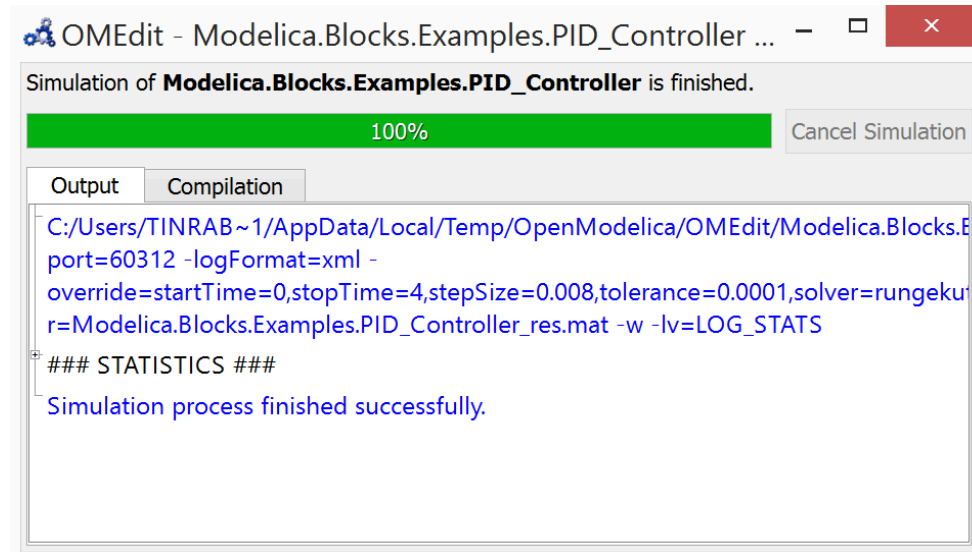 OMEdit - Modelica.Blocks.Examples.PID_Controller ...
Simulation of Modelica.Blocks.Examples.PID_Controller is finished.
100%
Cancel Simulation
Output
Compilation
C:/Users/TINRAB~1/AppData/Local/Temp/OpenModelica/OMEdit/Modelica.Blocks.E
port=60312 -logFormat=xml -
override=startTime=0,stopTime=4,stepSize=0.008,tolerance=0.0001,solver=rungekut
r=Modelica.Blocks.Examples.PID_Controller_res.mat -w -lv=LOG_STATS
### STATISTICS ###
Simulation process finished successfully.